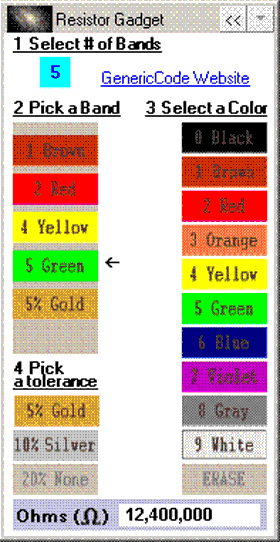 Resistor Gadget <<
1 Select # of Bands
5
GenericCode Website
2 Pick a Band
1 Brown
2 Red
4 Yellow
5 Green
5% Gold
3 Select a Color
0 Black
1 Brown
2 Red
3 Orange
4 Yellow
5 Green
6 Blue
7 Violet
8 Gray
9 White
ERASE
4 Pick
a tolerance
5% Gold
10% Silver
20% None
Ohms (Ω) 12,400,000